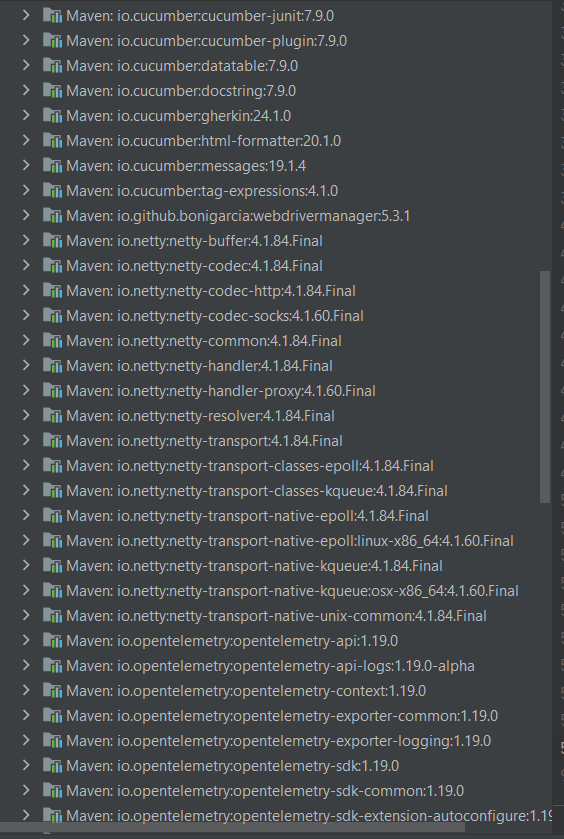 Maven: io.cucumber:cucumber-junit:7.9.0
Maven: io.cucumber:cucumber-plugin:7.9.0
Maven: io.cucumber:datatable:7.9.0
Maven: io.cucumber:docstring:7.9.0
Maven: io.cucumber:gherkin:24.1.0
Maven: io.cucumber:html-formatter:20.1.0
Maven: io.cucumber:messages:19.1.4
Maven: io.cucumber:tag-expressions:4.1.0
Maven: io.github.bonigarcia:webdrivermanager:5.3.1
Maven: io.netty:netty-buffer:4.1.84.Final
Maven: io.netty:netty-codec:4.1.84.Final
Maven: io.netty:netty-codec-http:4.1.84.Final
Maven: io.netty:netty-codec-socks:4.1.60.Final
Maven: io.netty:netty-common:4.1.84.Final
Maven: io.netty:netty-handler:4.1.84.Final
Maven: io.netty:netty-handler-proxy:4.1.60.Final
Maven: io.netty:netty-resolver:4.1.84.Final
Maven: io.netty:netty-transport:4.1.84.Final
Maven: io.netty:netty-transport-classes-epoll:4.1.84.Final
Maven: io.netty:netty-transport-classes-kqueue:4.1.84.Final
Maven: io.netty:netty-transport-native-epoll:4.1.84.Final
Maven: io.netty:netty-transport-native-epoll:linux-x86_64:4.1.60.Final
Maven: io.netty:netty-transport-native-kqueue:4.1.84.Final
Maven: io.netty:netty-transport-native-kqueue:osx-x86_64:4.1.60.Final
Maven: io.netty:netty-transport-native-unix-common:4.1.84.Final
Maven: io.opentelemetry:opentelemetry-api:1.19.0
Maven: io.opentelemetry:opentelemetry-api-logs:1.19.0-alpha
Maven: io.opentelemetry:opentelemetry-context:1.19.0
Maven: io.opentelemetry:opentelemetry-exporter-common:1.19.0
Maven: io.opentelemetry:opentelemetry-exporter-logging:1.19.0
Maven: io.opentelemetry:opentelemetry-sdk:1.19.0
Maven: io.opentelemetry:opentelemetry-sdk-common:1.19.0
Maven: io.opentelemetry:opentelemetry-sdk-extension-autoconfigure:1.19